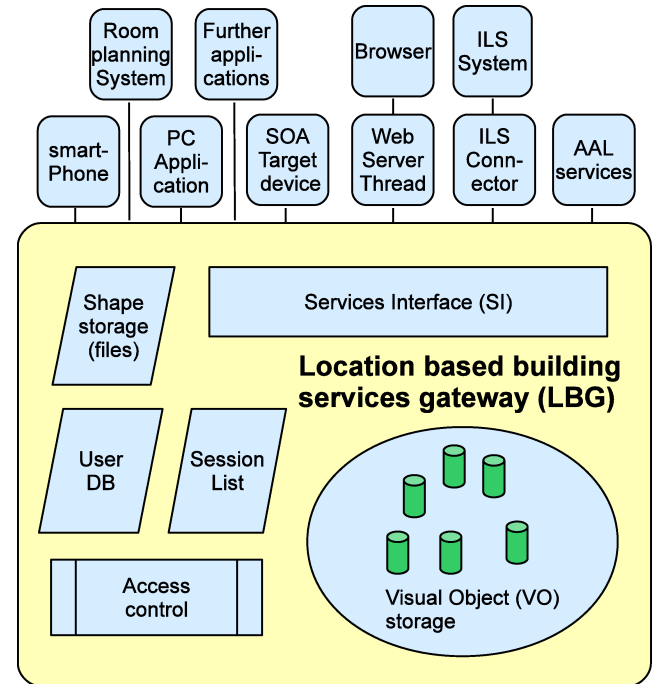 Room
planning
System
Further
appli-
cations
Browser
ILS
System
smart-
Phone
PC
Appli-
cation
SOA
Target
device
Web
Server
Thread
ILS
Conn-
ector
AAL
services
Shape
storage
(files)
Services Interface (SI)
Location based building
services gateway (LBG)
User
DB
Session
List
Access
control
Visual Object (VO)
storage